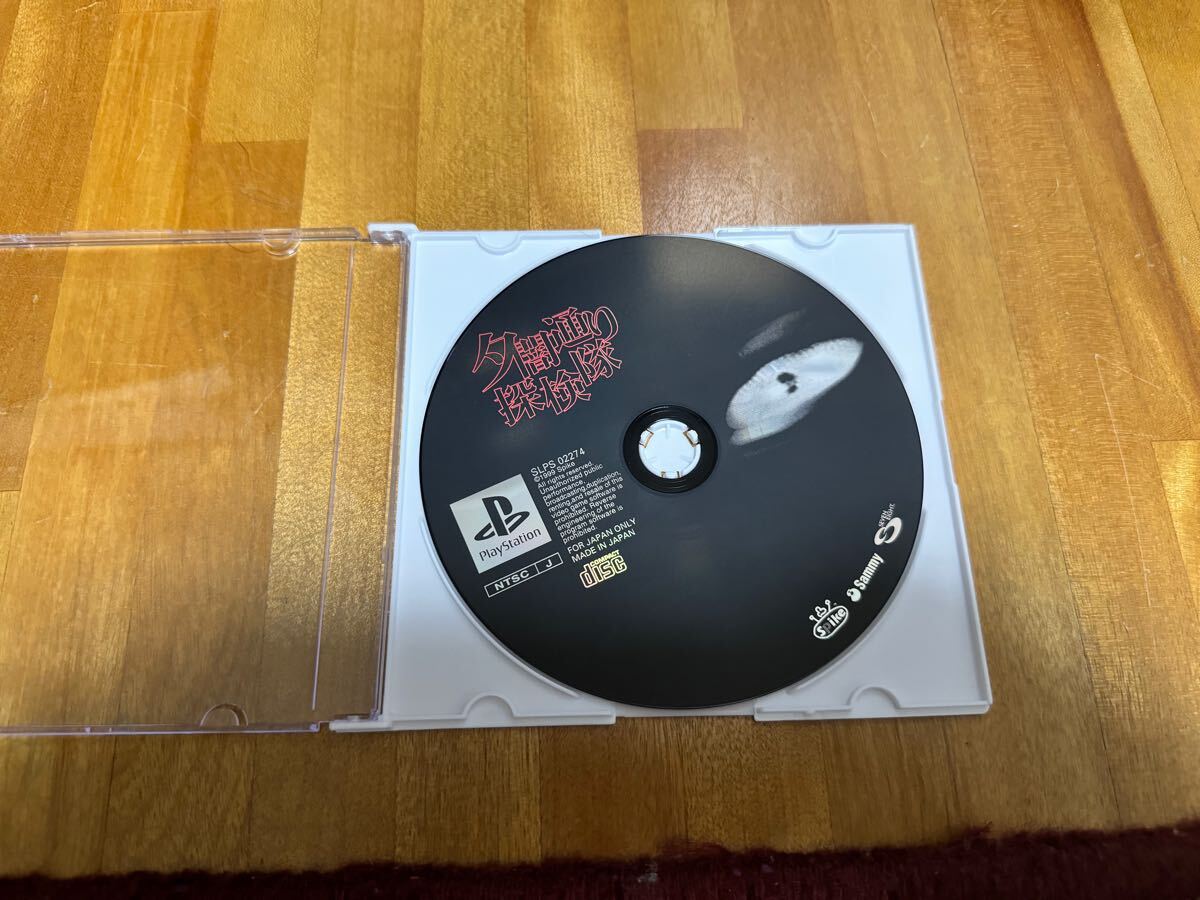 夕闇通り
探検隊
SLPS 02274
©1999 Spike
All rights reserved.
Unauthorized public
performance,
broadcasting,duplication,
renting,and resale of this
video game software is
prohibited. Reverse
engineering of the
program software is
prohibited.
FOR JAPAN ONLY
MADE IN JAPAN
PlayStation
NTSC J
COMPACT
disc
Spike
Sammy
SEVEN
EIGHT